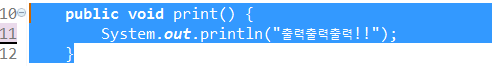 10 public void print() {
11 System.out.println("출력출력출력!!");
12 }